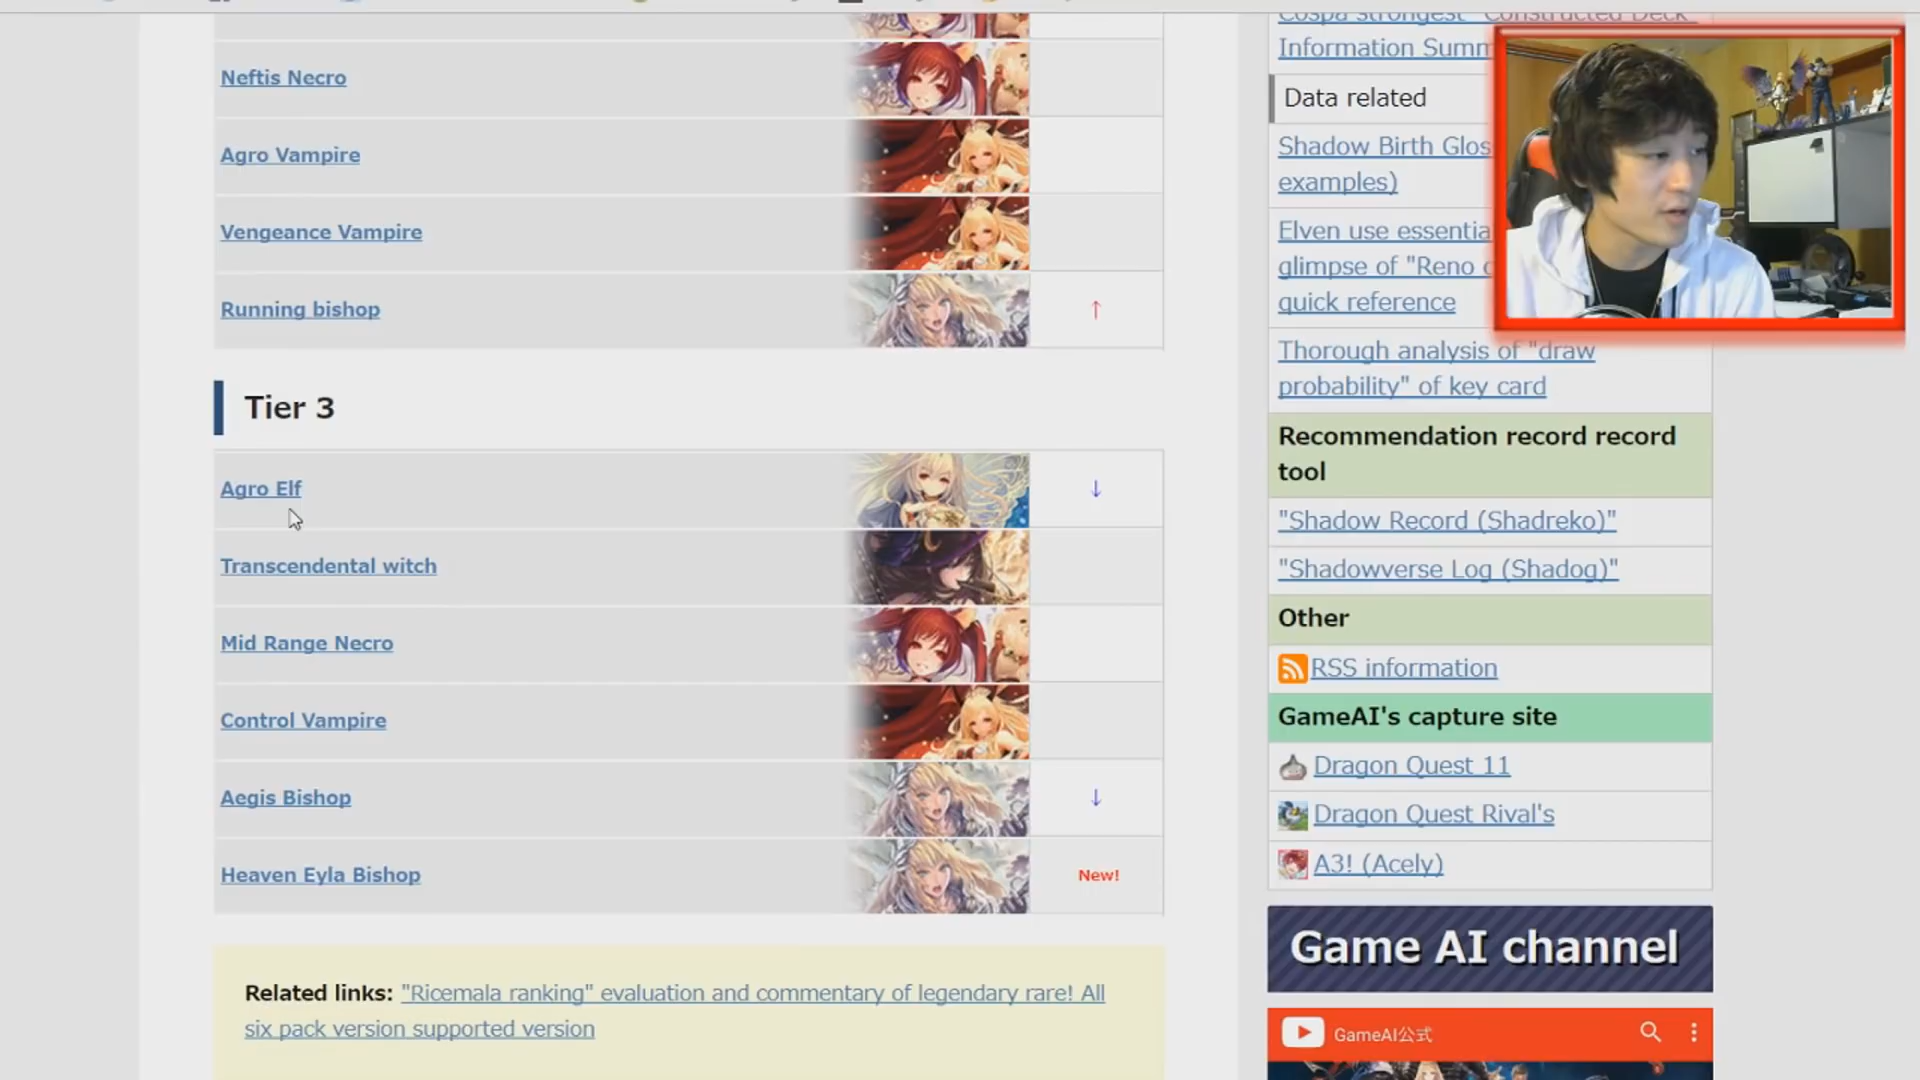 Neftis Necro
Agro Vampire
Vengeance Vampire
Running bishop
↑
Tier 3
Agro Elf
↓
Transcendental witch
Mid Range Necro
Control Vampire
Aegis Bishop
↓
Heaven Eyla Bishop
New!
Related links: "Ricemala ranking" evaluation and commentary of legendary rare! All
six pack version supported version
Cospa strongest "Constructed Deck"
Information
Data related
Shadow Birth
examples)
Elven use
glimpse of "Reno
quick reference
Thorough analysis of "draw
probability" of key card
Recommendation record record
tool
"Shadow Record (Shadreko)"
"Shadowverse Log (Shadog)"
Other
RSS information
GameAI's capture site
Dragon Quest 11
Dragon Quest Rival's
A3! (Acely)
Game AI channel
GameAI公式